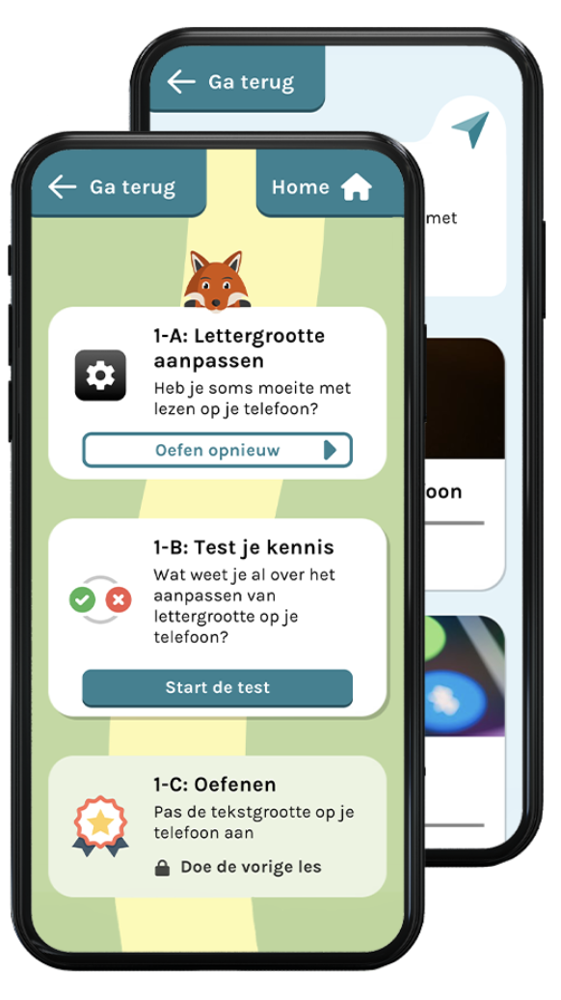 Ga terug
met
foon
Ga terug
Home
1-A: Lettergrootte
aanpassen
Heb je soms moeite met
lezen op je telefoon?
Oefen opnieuw
1-B: Test je kennis
Wat weet je al over het
aanpassen van
lettergrootte op je
telefoon?
Start de test
1-C: Oefenen
Pas de tekstgrootte op je
telefoon aan
Doe de vorige les